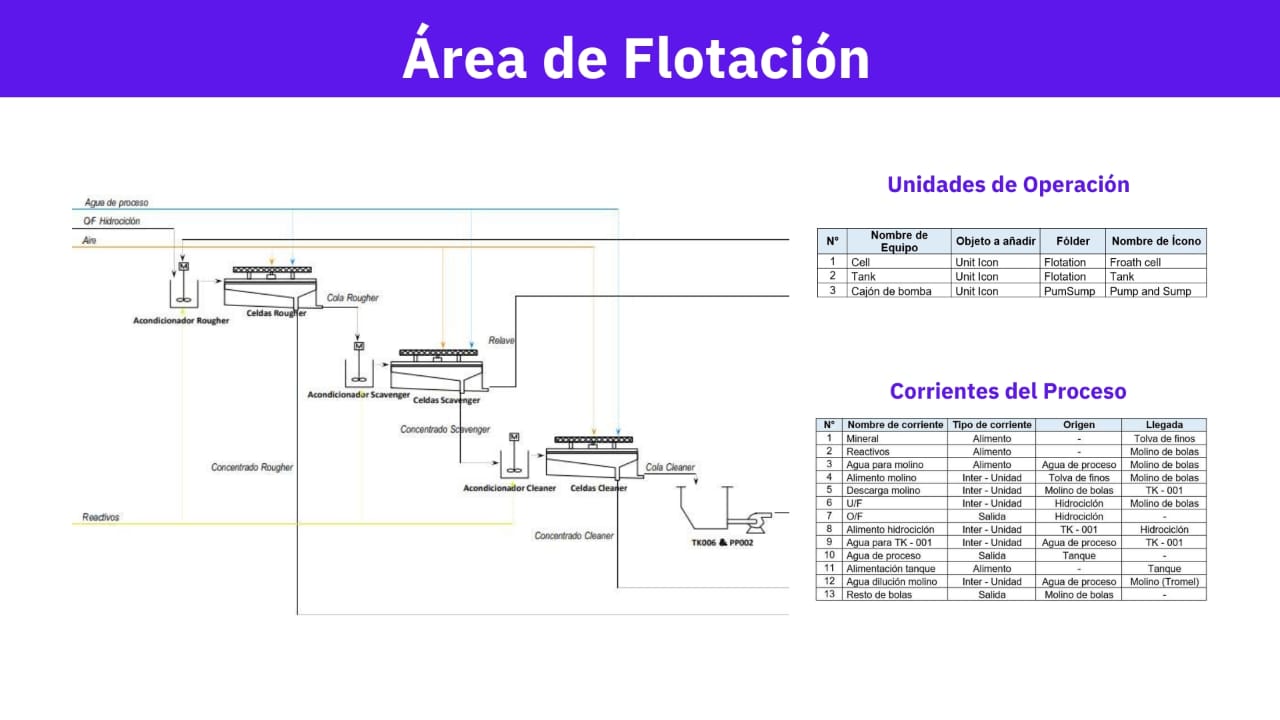 Área de Flotación
Agua de proceso
O/F Hidrociclón
Aire
M
Acondicionador Rougher
Celdas Rougher
Cola Rougher
M
Relave
Acondicionador Scavenger
Celdas Scavenger
Concentrado Scavenger
M
Concentrado Rougher
Cola Cleaner
Acondicionador Cleaner
Celdas Cleaner
Reactivos
Concentrado Cleaner
TK006 & PP002
Unidades de Operación
N° Nombre de Equipo Objeto a añadir Fólder Nombre de Ícono
1 Cell Unit Icon Flotation Froath cell
2 Tank Unit Icon Flotation Tank
3 Cajón de bomba Unit Icon PumSump Pump and Sump
Corrientes del Proceso
N° Nombre de corriente Tipo de corriente Origen Llegada
1 Mineral Alimento - Tolva de finos
2 Reactivos Alimento - Molino de bolas
3 Agua para molino Alimento Agua de proceso Molino de bolas
4 Alimento molino Inter - Unidad Tolva de finos Molino de bolas
5 Descarga molino Inter - Unidad Molino de bolas TK - 001
6 U/F Inter - Unidad Hidrociclón Molino de bolas
7 O/F Salida Hidrociclón -
8 Alimento hidrociclón Inter - Unidad TK - 001 Hidrociclón
9 Agua para TK - 001 Inter - Unidad Agua de proceso TK - 001
10 Agua de proceso Salida Tanque -
11 Alimentación tanque Alimento - Tanque
12 Agua dilución molino Inter - Unidad Agua de proceso Molino (Tromel)
13 Resto de bolas Salida Molino de bolas -